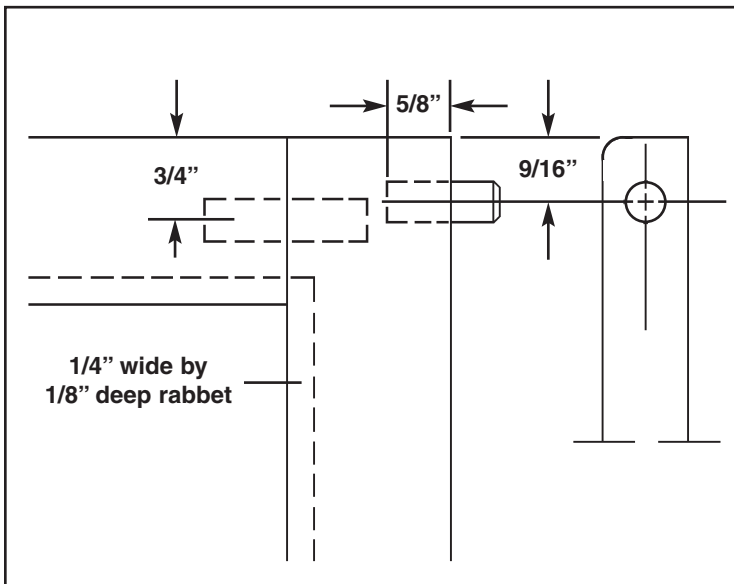 5/8”
3/4”
9/16”
1/4” wide by
1/8” deep rabbet